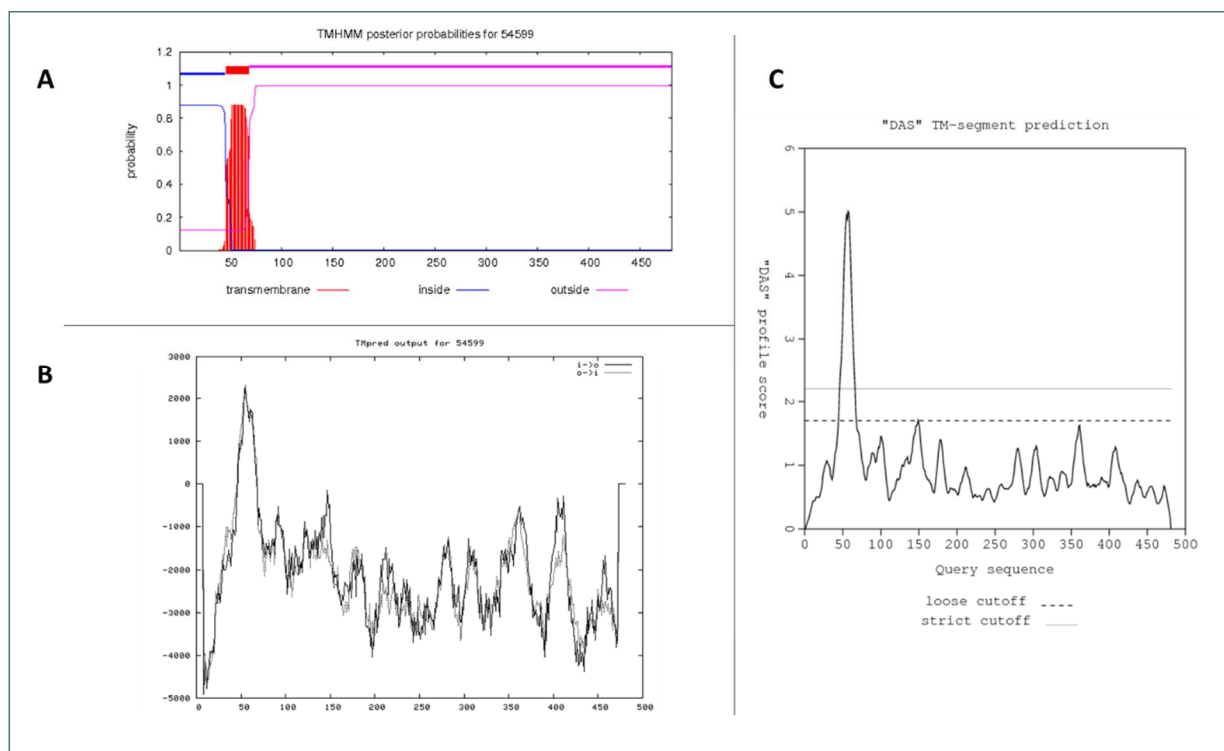 A
TMHMM posterior probabilities for 54599
probability
1.2
1
0.8
0.6
0.4
0.2
0
50 100 150 200 250 300 350 400 450
transmembrane inside outside
B
TMpred output for 54599
i->o
o->i
3000
2000
1000
0
-1000
-2000
-3000
-4000
-5000
0 50 100 150 200 250 300 350 400 450 500
C
"DAS" TM-segment prediction
"DAS" profile score
6
5
4
3
2
1
0
0 50 100 150 200 250 300 350 400 450 500
Query sequence
loose cutoff
strict cutoff